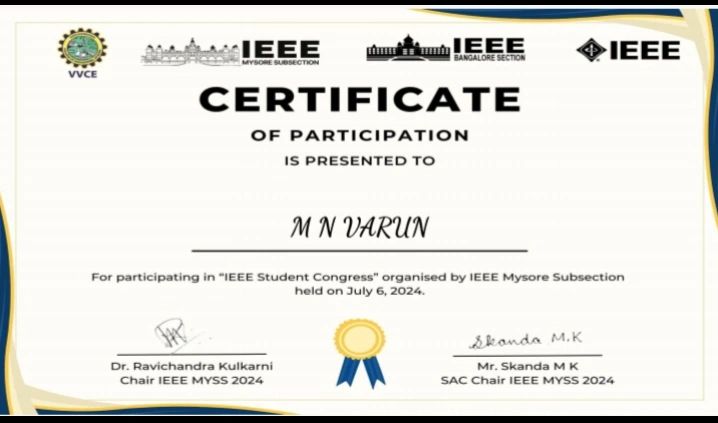 VVCE
IEEE
MYSORE SUBSECTION
IEEE
BANGALORE SECTION
IEEE
CERTIFICATE
OF PARTICIPATION
IS PRESENTED TO
M N VARUN
For participating in “IEEE Student Congress” organised by IEEE Mysore Subsection
held on July 6, 2024.
Skanda M.K
Dr. Ravichandra Kulkarni
Chair IEEE MYSS 2024
Mr. Skanda M K
SAC Chair IEEE MYSS 2024